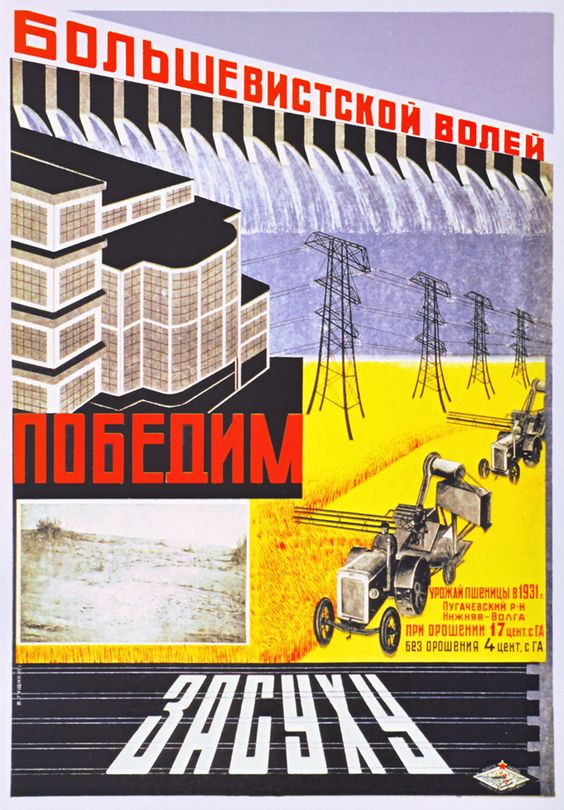 БОЛЬШЕВИСТСКОЙ ВОЛЕЙ
ПОБЕДИМ
УРОЖАЙ ПШЕНИЦЫ В 1931 г.
ПУГАЧЕВСКИЙ Р-Н
НИЖНЯЯ-ВОЛГА
ПРИ ОРОШЕНИИ 17 ЦЕНТ. С ГА
БЕЗ ОРОШЕНИЯ 4 ЦЕНТ. С ГА
ЗАСУХУ